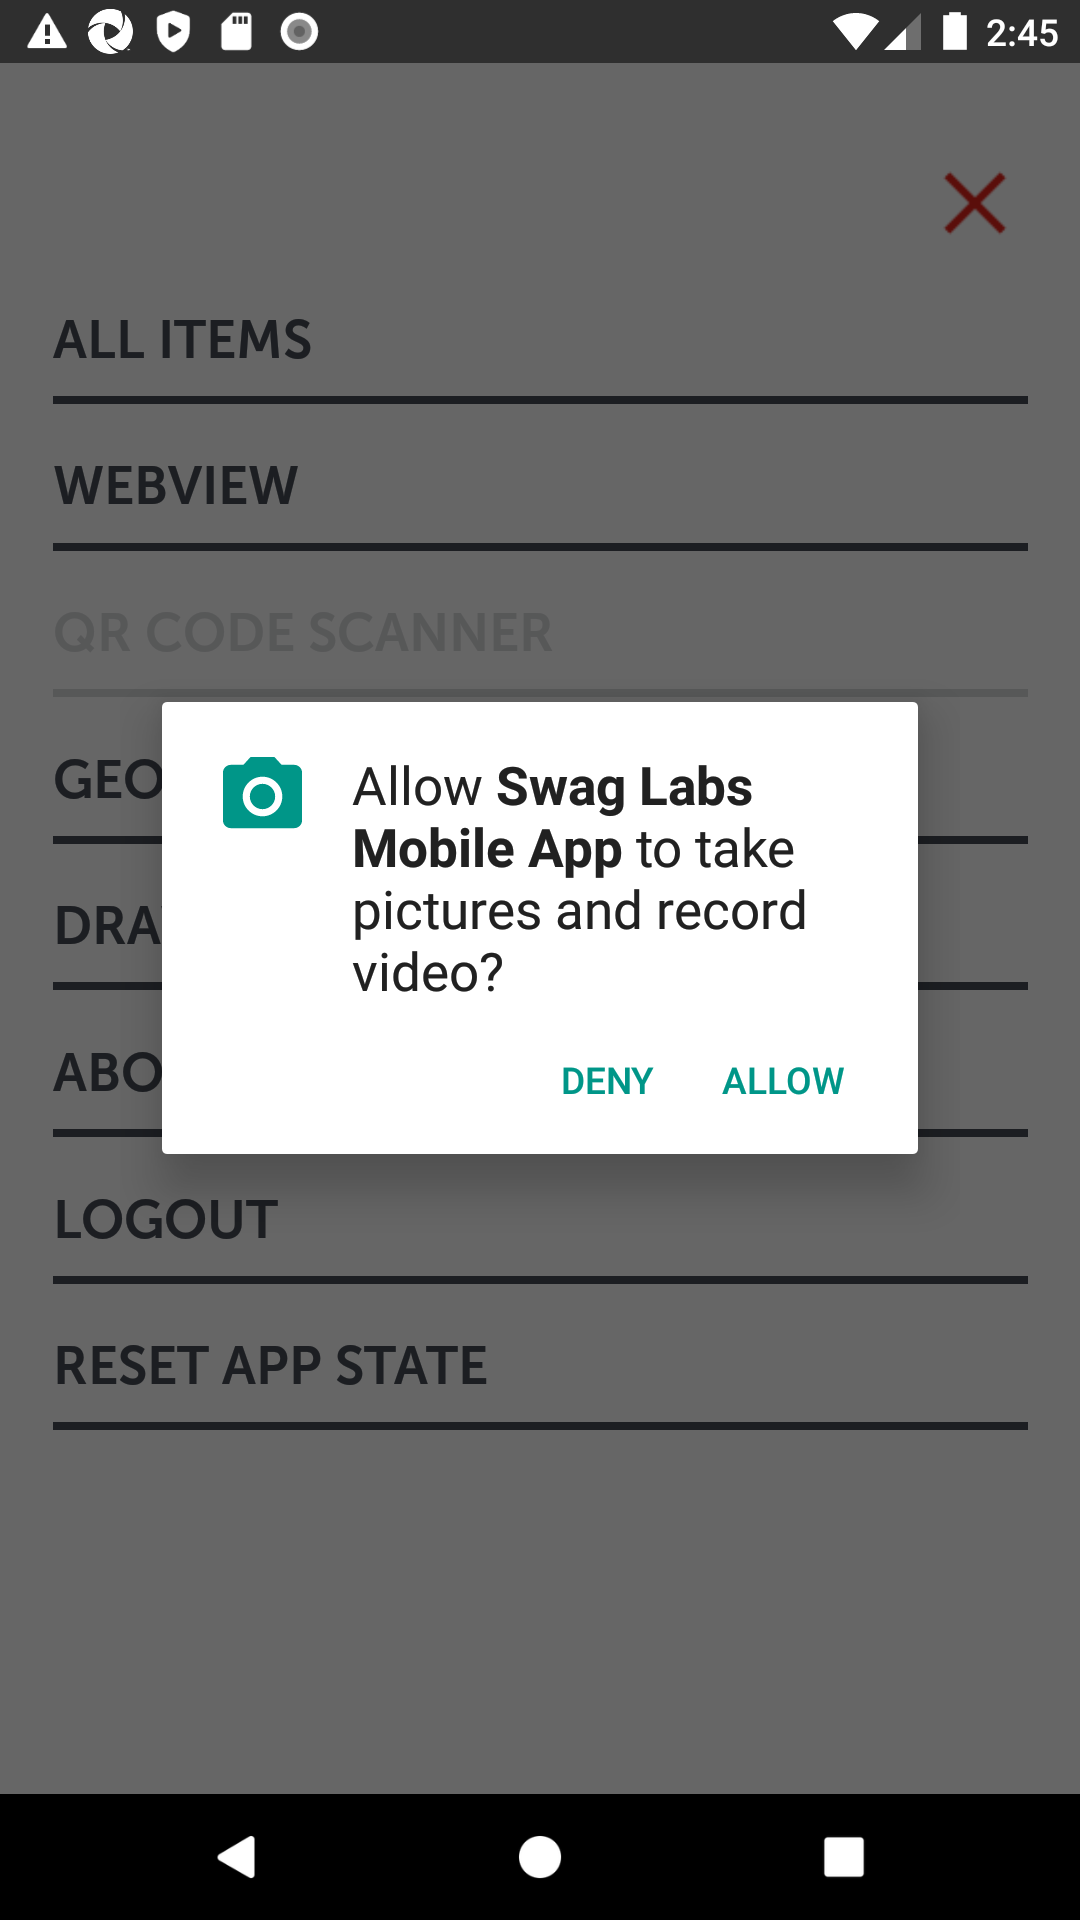 2:45
ALL ITEMS
WEBVIEW
QR CODE SCANNER
GEO
Allow Swag Labs
Mobile App to take
pictures and record
video?
DRA
ABO
DENY ALLOW
LOGOUT
RESET APP STATE